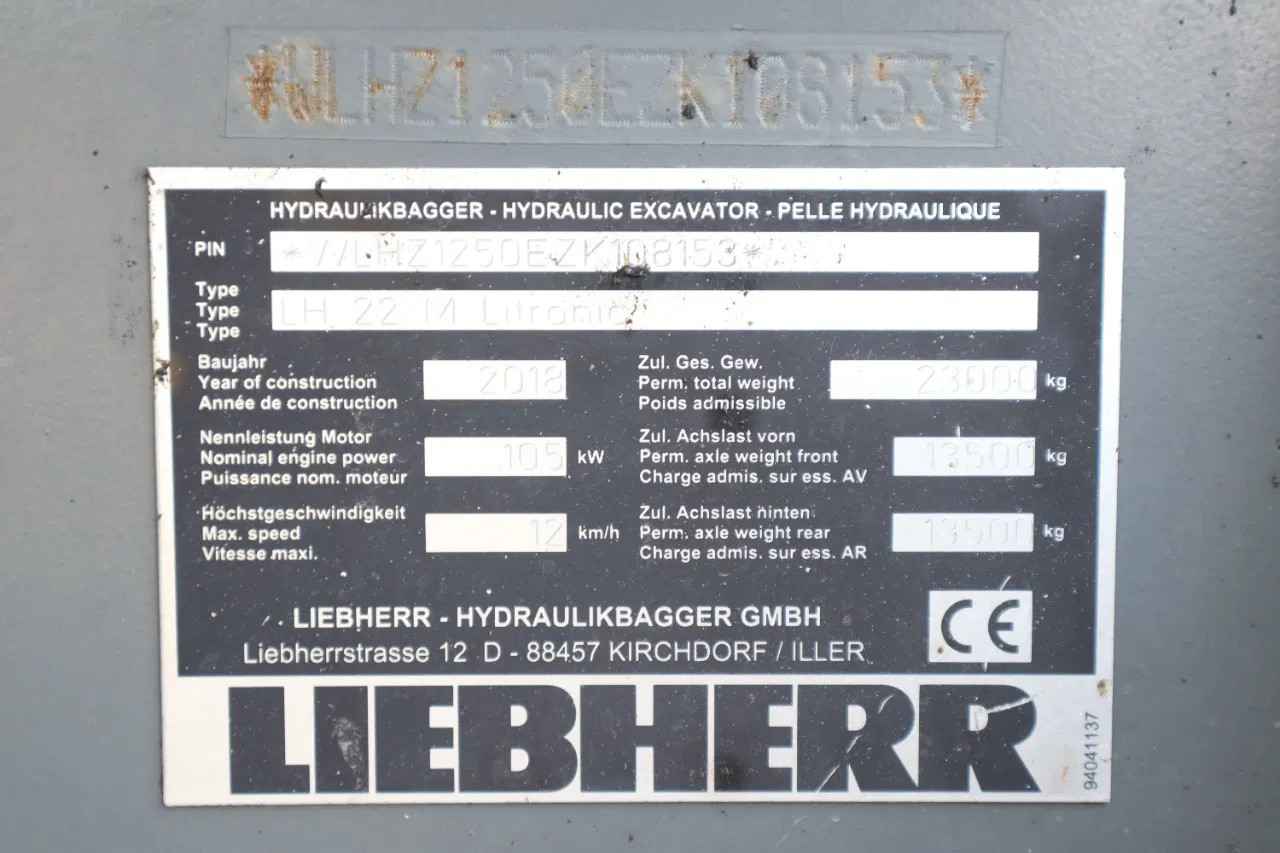 *WLHZ1250EZK108153*
HYDRAULIKBAGGER - HYDRAULIC EXCAVATOR - PELLE HYDRAULIQUE
PIN *WLHZ1250EZK108153*
Type
Type LH 22 M Litronic
Type
Baujahr
Year of construction 2018
Année de construction
Zul. Ges. Gew.
Perm. total weight 23000 kg
Poids admissible
Nennleistung Motor
Nominal engine power 105 kW
Puissance nom. moteur
Zul. Achslast vorn
Perm. axle weight front 13500 kg
Charge admis. sur ess. AV
Höchstgeschwindigkeit
Max. speed 12 km/h
Vitesse maxi.
Zul. Achslast hinten
Perm. axle weight rear 13500 kg
Charge admis. sur ess. AR
LIEBHERR - HYDRAULIKBAGGER GMBH
Liebherrstrasse 12 D - 88457 KIRCHDORF / ILLER
CE
LIEBHERR
94041137